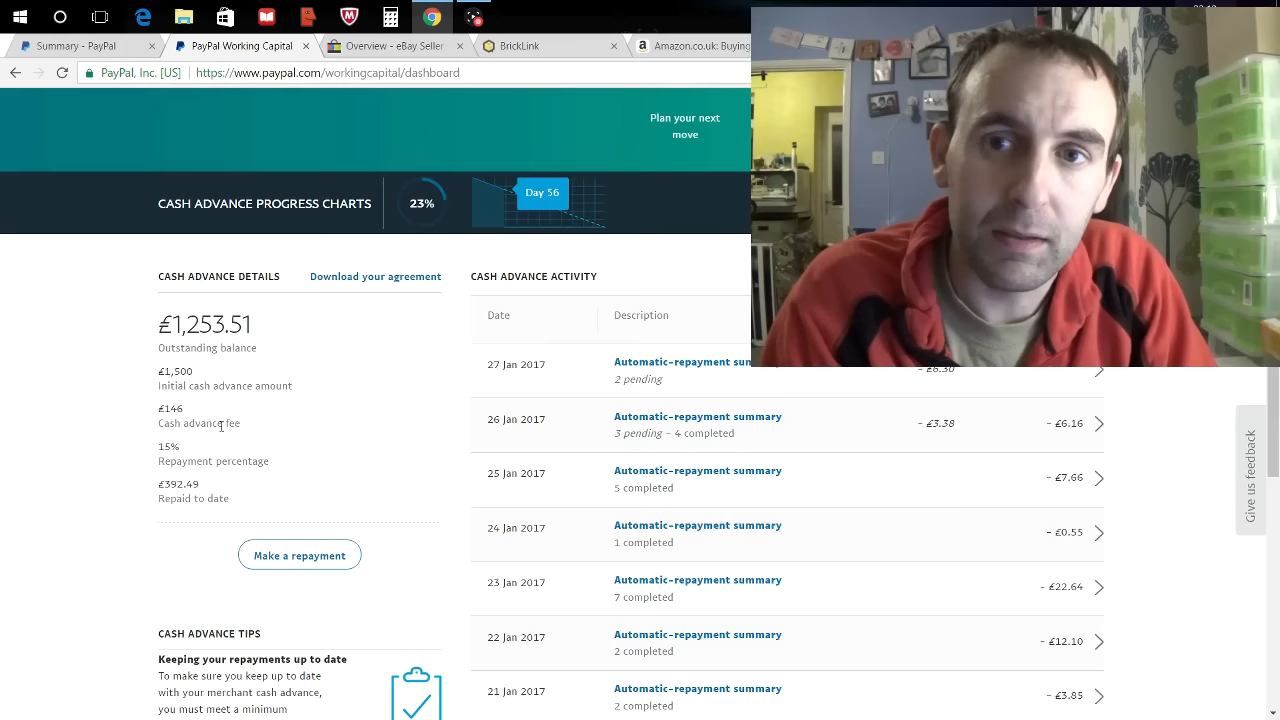 Summary - PayPal
PayPal Working Capital
Overview - eBay Seller
BrickLink
Amazon.co.uk: Buying
PayPal, Inc. [US]
https://www.paypal.com/workingcapital/dashboard
Plan your next
move
CASH ADVANCE PROGRESS CHARTS
23%
Day 56
CASH ADVANCE DETAILS
Download your agreement
£1,253.51
Outstanding balance
£1,500
Initial cash advance amount
£146
Cash advance fee
15%
Repayment percentage
£392.49
Repaid to date
Make a repayment
CASH ADVANCE TIPS
Keeping your repayments up to date
To make sure you keep up to date
with your merchant cash advance,
you must meet a minimum
CASH ADVANCE ACTIVITY
Date Description
27 Jan 2017 Automatic-repayment sum - £6.30
2 pending
26 Jan 2017 Automatic-repayment summary - £3.38 - £6.16
3 pending - 4 completed
25 Jan 2017 Automatic-repayment summary - £7.66
5 completed
24 Jan 2017 Automatic-repayment summary - £0.55
1 completed
23 Jan 2017 Automatic-repayment summary - £22.64
7 completed
22 Jan 2017 Automatic-repayment summary - £12.10
2 completed
21 Jan 2017 Automatic-repayment summary - £3.85
2 completed
Give us feedback